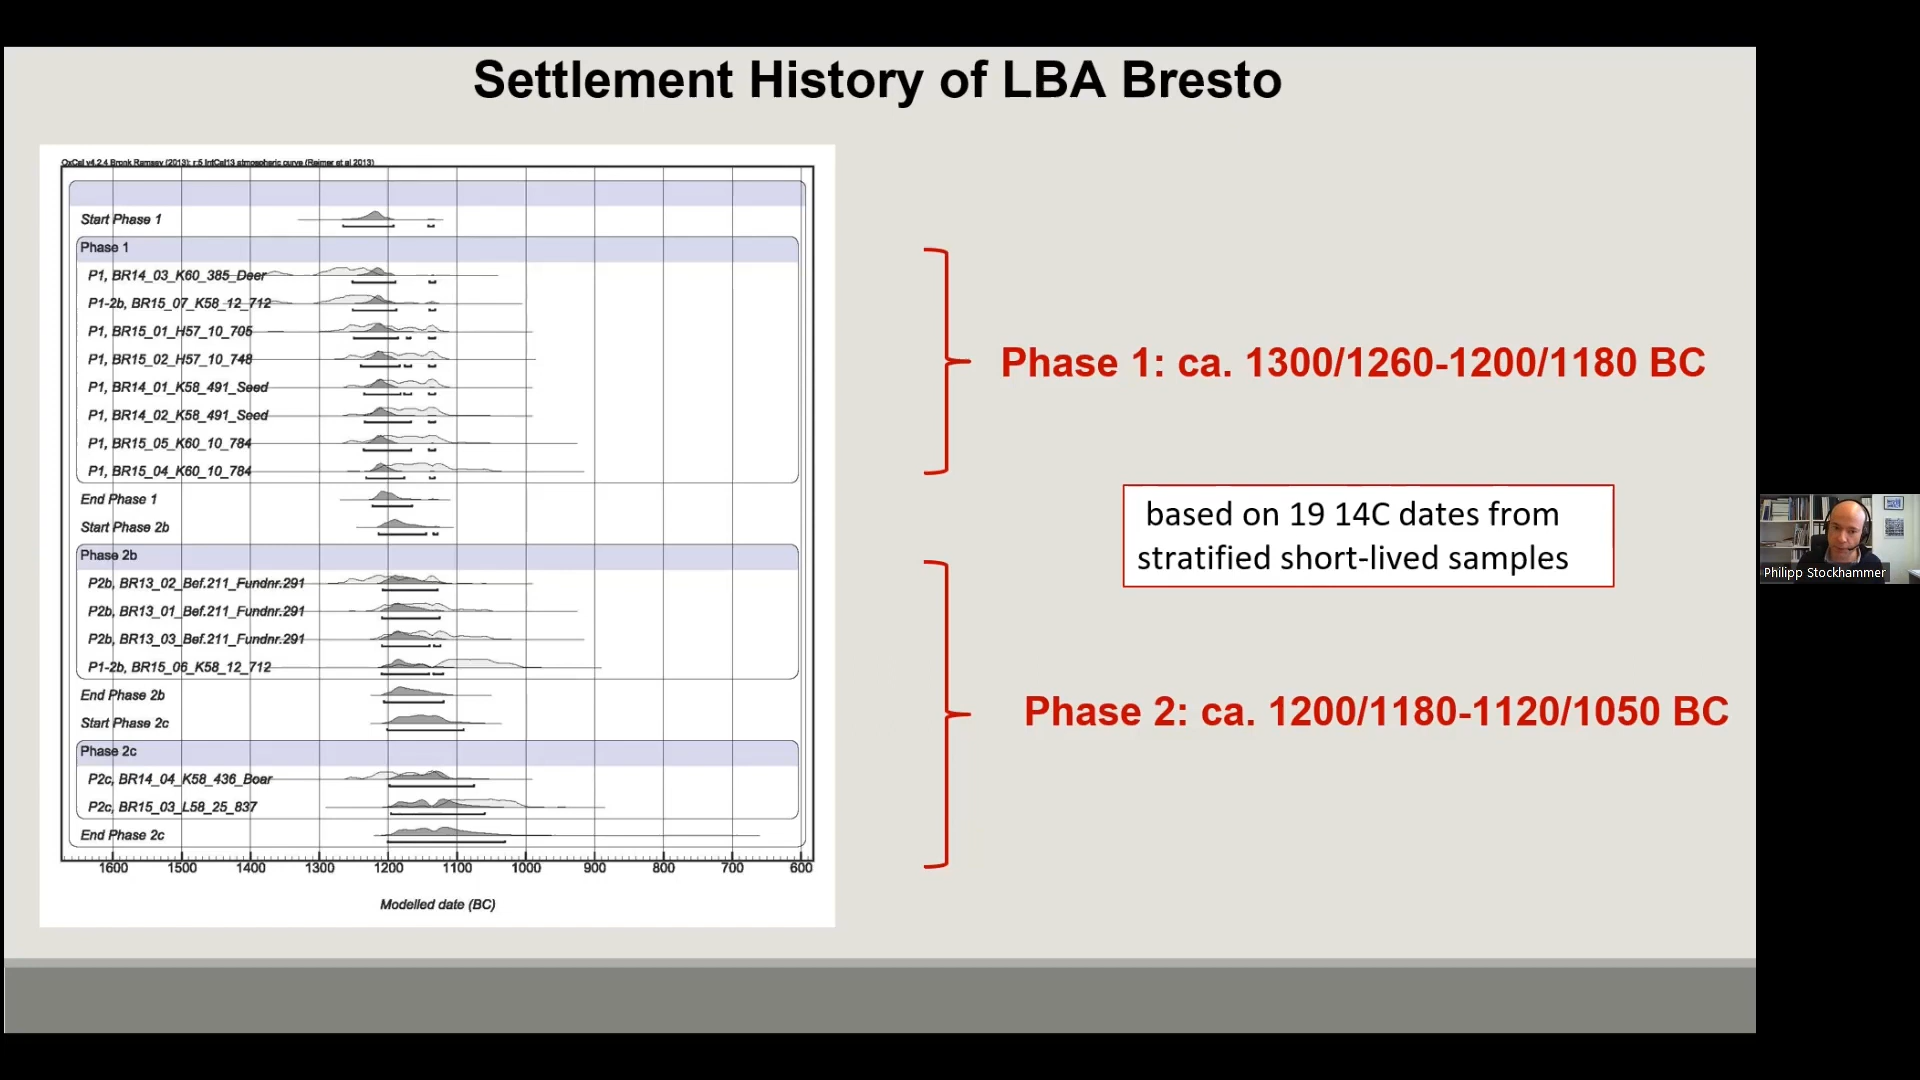 Settlement History of LBA Bresto
OxCal v4.2.4 Bronk Ramsey (2013); r:5 IntCal13 atmospheric curve (Reimer et al 2013)
Start Phase 1
Phase 1
P1, BR14_03_K60_385_Deer
P1-2b, BR15_07_K58_12_712
P1, BR15_01_H57_10_705
P1, BR15_02_H57_10_748
P1, BR14_01_K58_491_Seed
P1, BR14_02_K58_491_Seed
P1, BR15_05_K60_10_784
P1, BR15_04_K60_10_784
End Phase 1
Start Phase 2b
Phase 2b
P2b, BR13_02_Bef.211_Fundnr.291
P2b, BR13_01_Bef.211_Fundnr.291
P2b, BR13_03_Bef.211_Fundnr.291
P1-2b, BR15_06_K58_12_712
End Phase 2b
Start Phase 2c
Phase 2c
P2c, BR14_04_K58_436_Boar
P2c, BR15_03_L58_25_837
End Phase 2c
1600 1500 1400 1300 1200 1100 1000 900 800 700 600
Modelled date (BC)
Phase 1: ca. 1300/1260-1200/1180 BC
based on 19 14C dates from
stratified short-lived samples
Phase 2: ca. 1200/1180-1120/1050 BC
Philipp Stockhammer